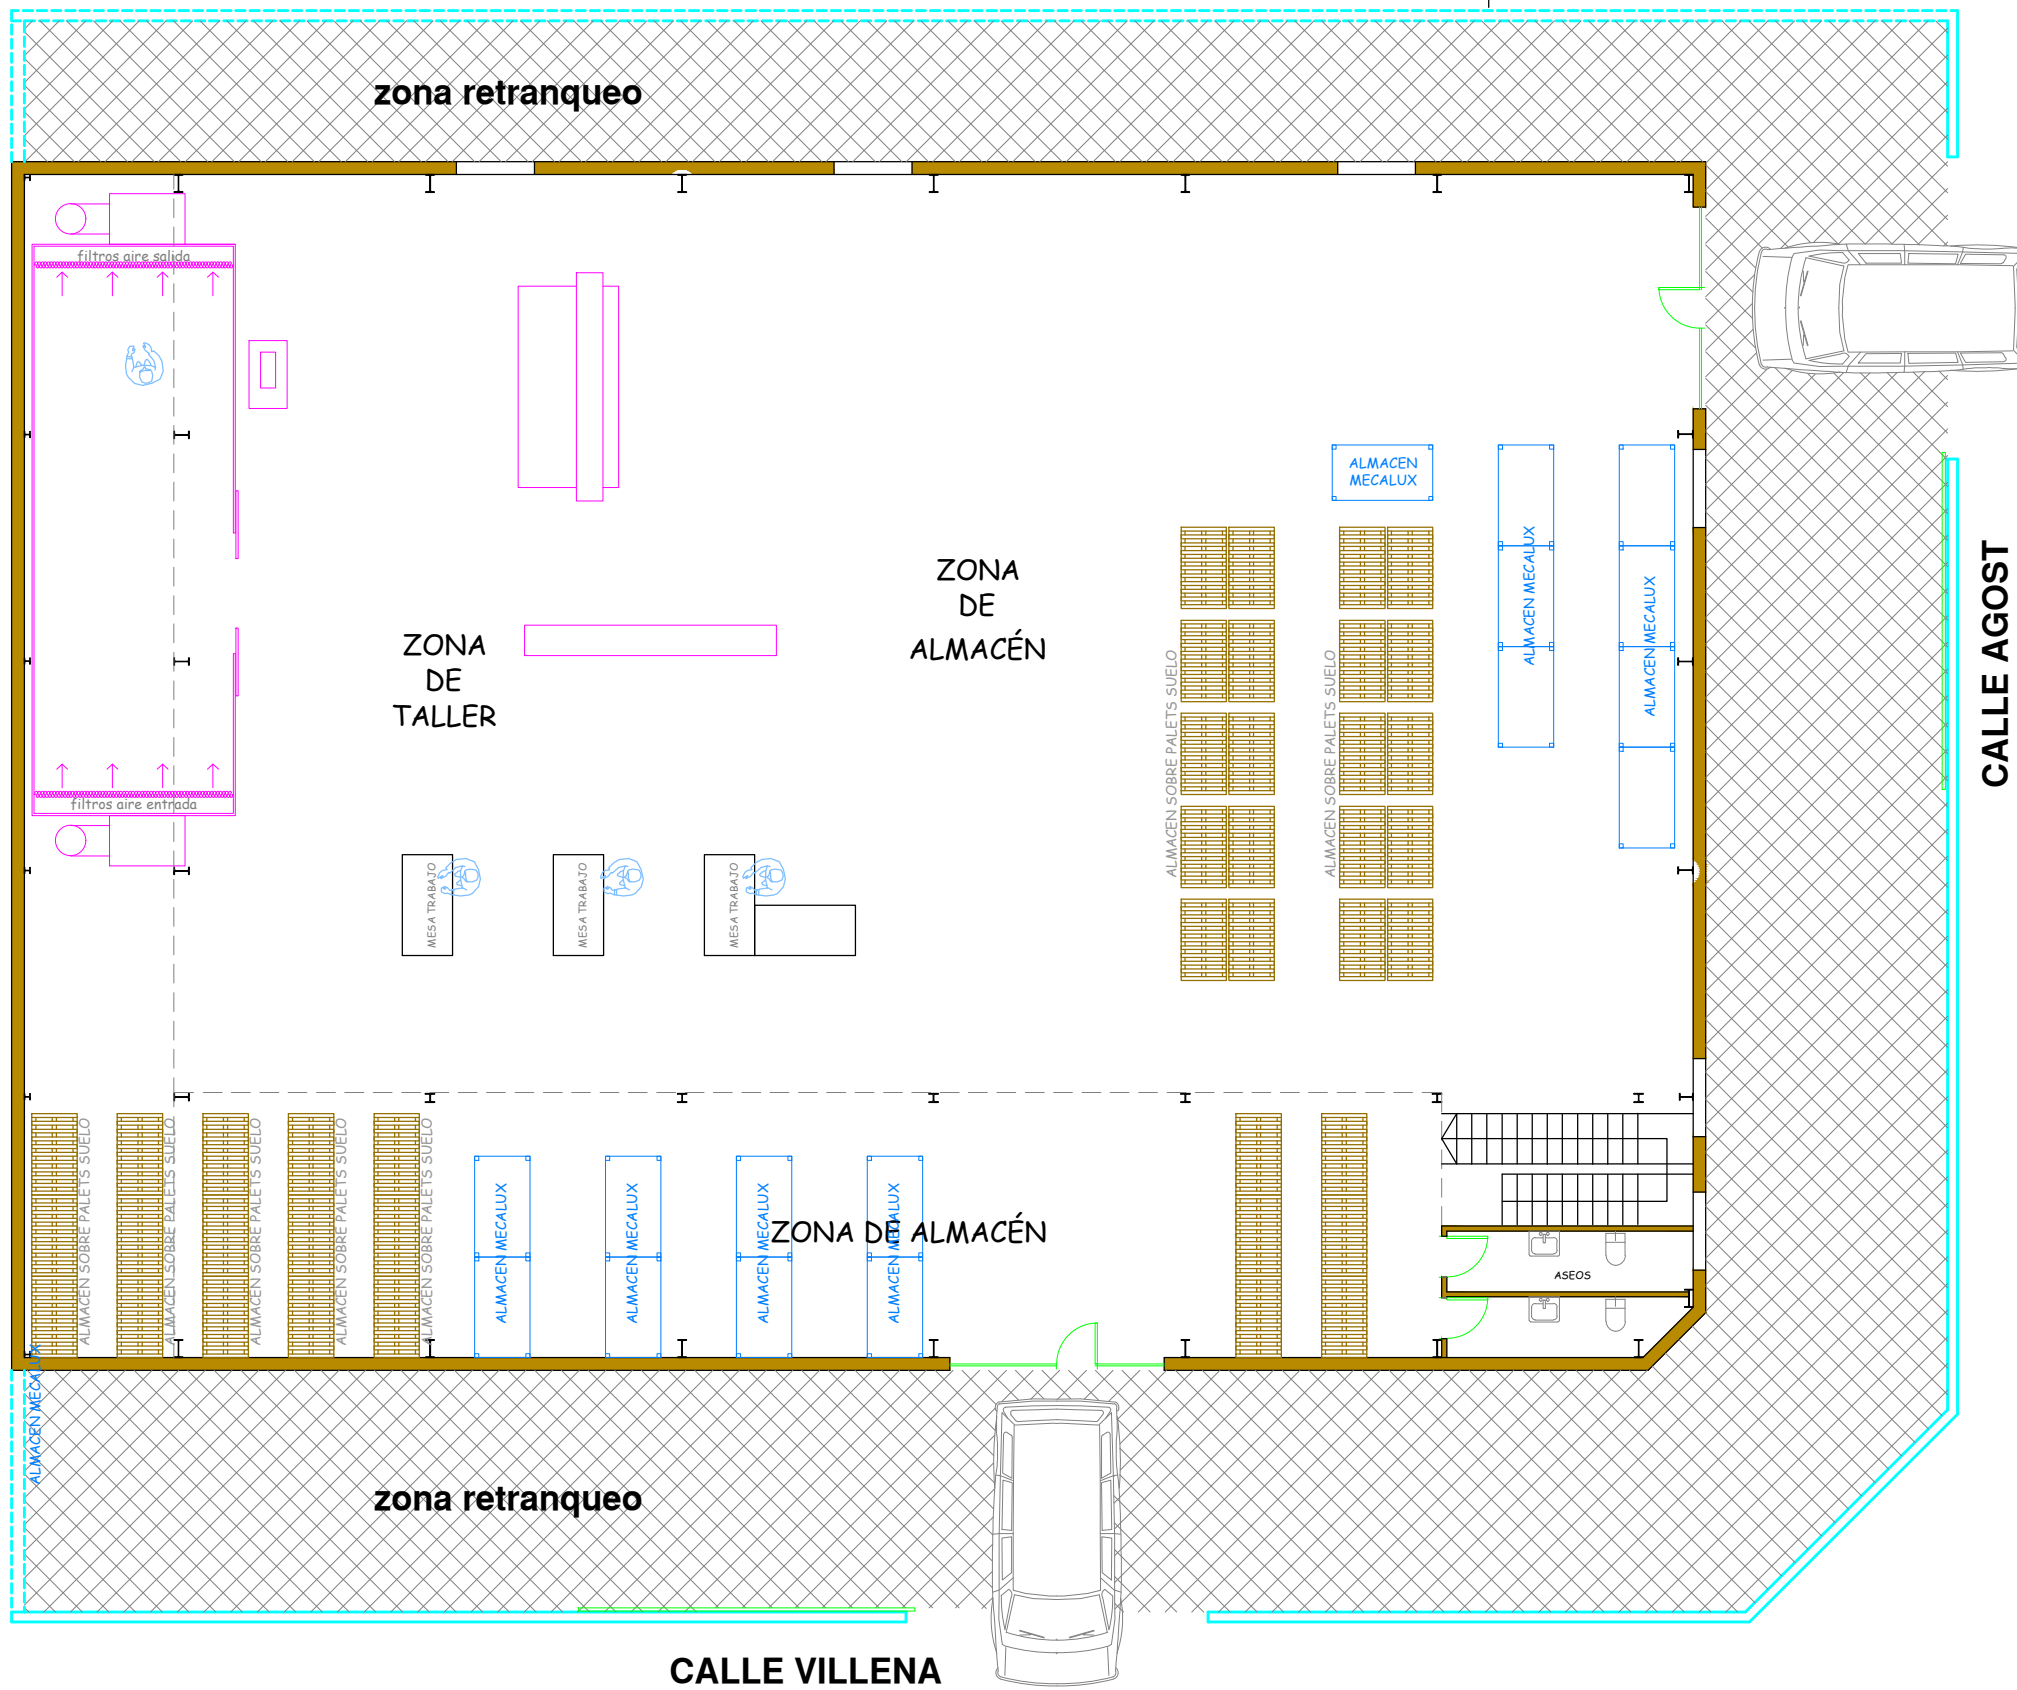 zona retranqueo
filtros aire salida
ALMACEN
MECALUX
ZONA
DE
ALMACÉN
ZONA
DE
TALLER
ALMACEN SOBRE PALETS SUELO
ALMACEN SOBRE PALETS SUELO
ALMACEN MECALUX
ALMACEN MECALUX
CALLE AGOST
filtros aire entrada
MESA TRABAJO
MESA TRABAJO
MESA TRABAJO
ALMACEN SOBRE PALETS SUELO
ALMACEN SOBRE PALETS SUELO
ALMACEN SOBRE PALETS SUELO
ALMACEN SOBRE PALETS SUELO
ALMACEN SOBRE PALETS SUELO
ALMACEN MECALUX
ALMACEN MECALUX
ALMACEN MECALUX
ALMACEN MECALUX
ZONA DE ALMACÉN
ASEOS
ALMACEN MECALUX
zona retranqueo
CALLE VILLENA